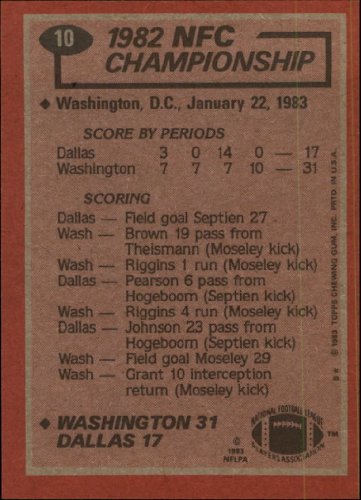 10
1982 NFC
CHAMPIONSHIP
◆ Washington, D.C., January 22, 1983
SCORE BY PERIODS
Dallas 3 0 14 0 — 17
Washington 7 7 7 10 — 31
SCORING
Dallas — Field goal Septien 27
Wash — Brown 19 pass from
Theismann (Moseley kick)
Wash — Riggins 1 run (Moseley kick)
Dallas — Pearson 6 pass from
Hogeboom (Septien kick)
Wash — Riggins 4 run (Moseley kick)
Dallas — Johnson 23 pass from
Hogeboom (Septien kick)
Wash — Field goal Moseley 29
Wash — Grant 10 interception
return (Moseley kick)
◆ WASHINGTON 31
DALLAS 17
© 1983 NFLPA
NATIONAL FOOTBALL LEAGUE
PLAYERS ASSOCIATION
TM
© 1983 TOPPS CHEWING GUM, INC. PRTD. IN U.S.A.